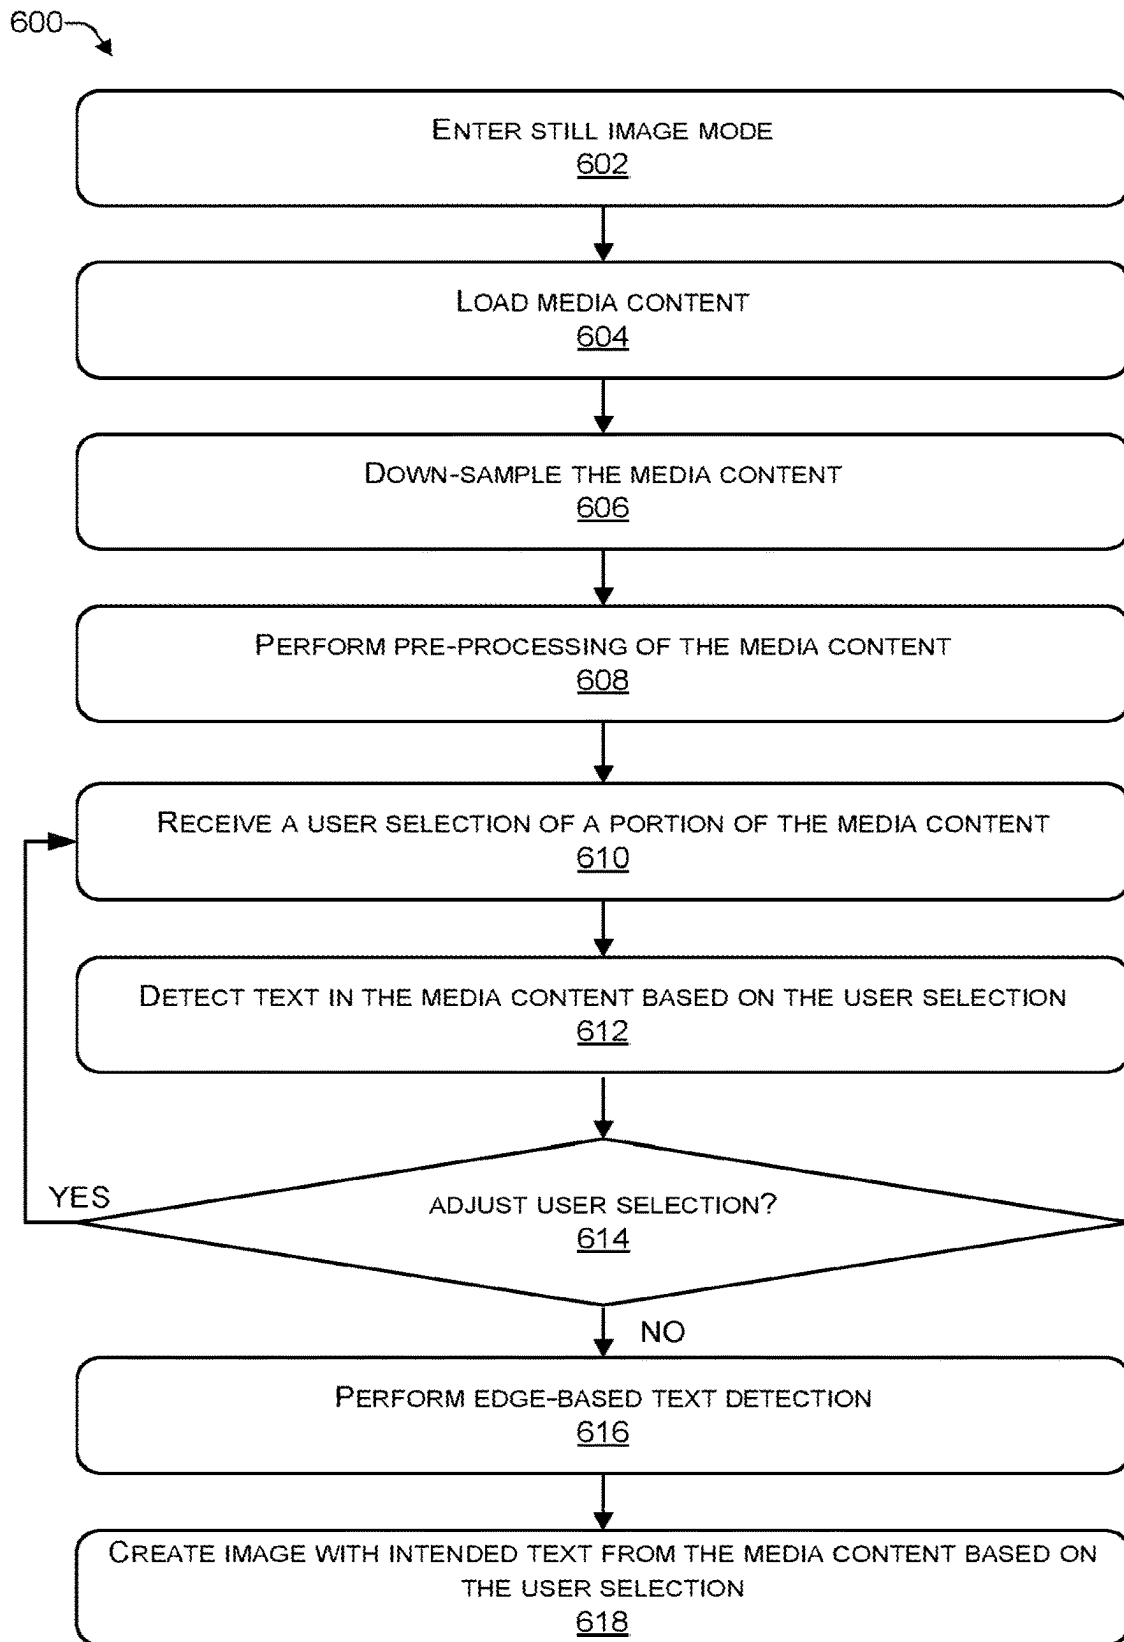 600
ENTER STILL IMAGE MODE
602
LOAD MEDIA CONTENT
604
DOWN-SAMPLE THE MEDIA CONTENT
606
PERFORM PRE-PROCESSING OF THE MEDIA CONTENT
608
RECEIVE A USER SELECTION OF A PORTION OF THE MEDIA CONTENT
610
DETECT TEXT IN THE MEDIA CONTENT BASED ON THE USER SELECTION
612
YES
ADJUST USER SELECTION?
614
NO
PERFORM EDGE-BASED TEXT DETECTION
616
CREATE IMAGE WITH INTENDED TEXT FROM THE MEDIA CONTENT BASED ON
THE USER SELECTION
618